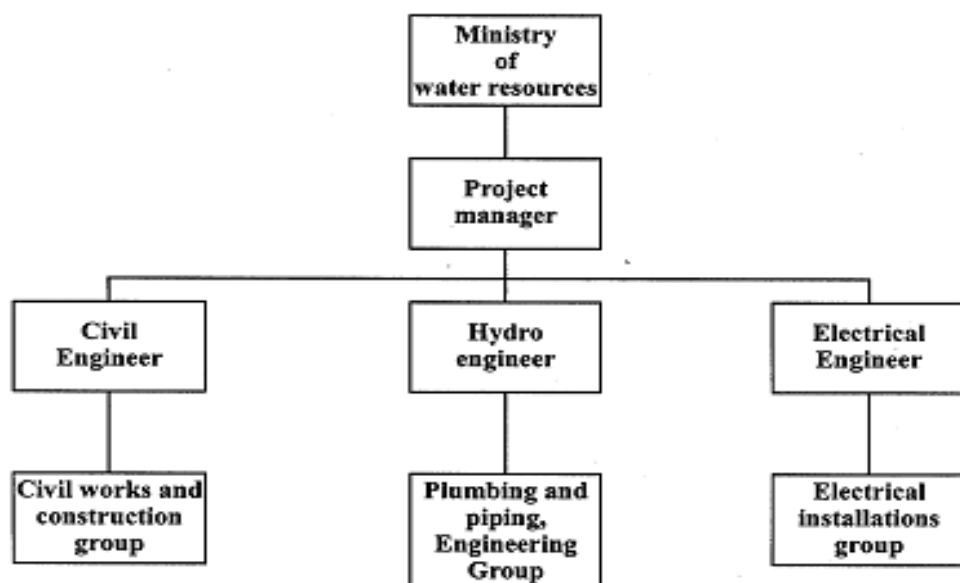 Ministry
of
water resources
Project
manager
Civil
Engineer
Hydro
engineer
Electrical
Engineer
Civil works and
construction
group
Plumbing and
piping,
Engineering
Group
Electrical
installations
group